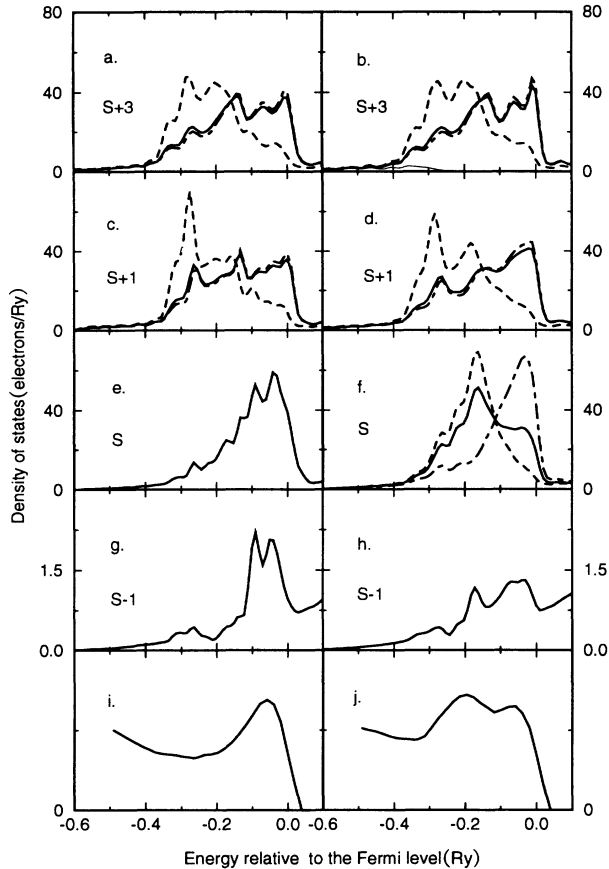 80
80
a.
b.
S+3
S+3
40
40
0
0
c.
d.
S+1
S+1
40
40
0
0
e.
f.
S
S
40
40
0
0
g.
h.
S-1
S-1
1.5
1.5
0.0
0.0
i.
j.
0
0
-0.6 -0.4 -0.2 0.0 -0.4 -0.2 0.0
Energy relative to the Fermi level(Ry)
Density of states(electrons/Ry)